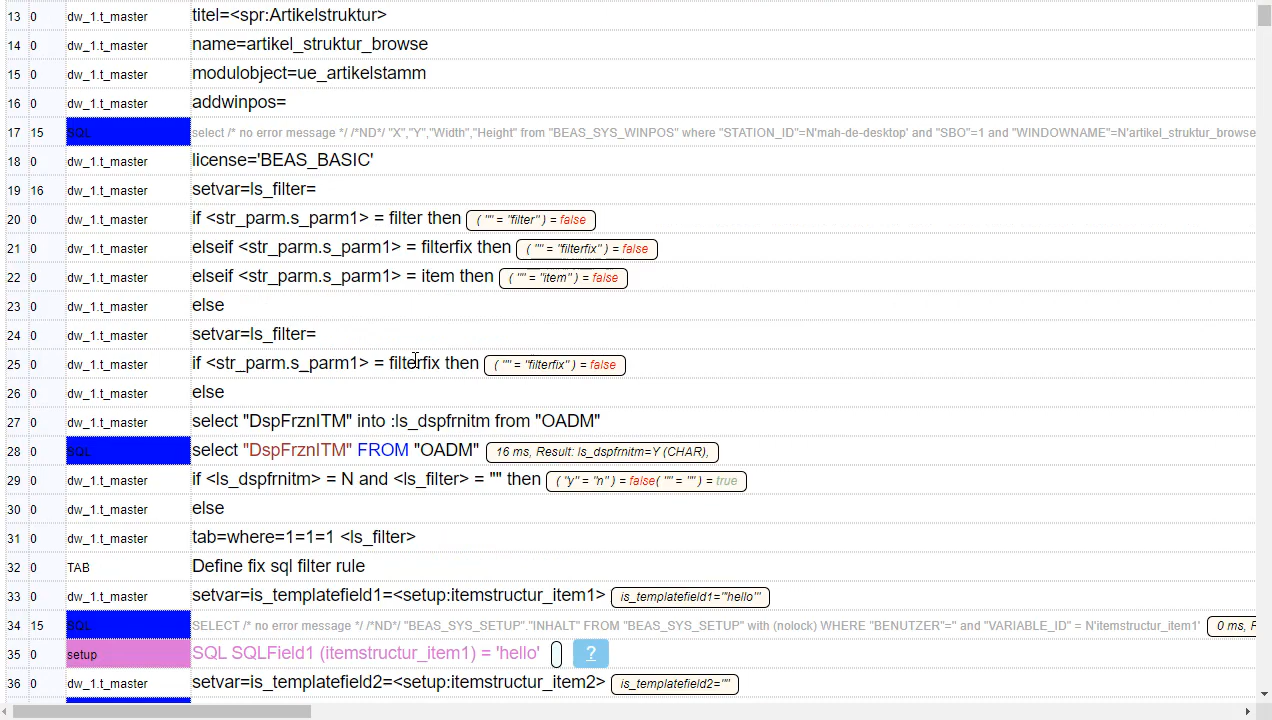 13 0 dw_1.t_master titel=<spr:Artikelstruktur>
14 0 dw_1.t_master name=artikel_struktur_browse
15 0 dw_1.t_master modulobject=ue_artikelstamm
16 0 dw_1.t_master addwinpos=
17 15 SQL select /* no error message */ /*ND*/ "X","Y","Width","Height" from "BEAS_SYS_WINPOS" where "STATION_ID"=N'mah-de-desktop' and "SBO"=1 and "WINDOWNAME"=N'artikel_struktur_browse
18 0 dw_1.t_master license='BEAS_BASIC'
19 16 dw_1.t_master setvar=ls_filter=
20 0 dw_1.t_master if <str_parm.s_parm1> = filter then ( "" = "filter" ) = false
21 0 dw_1.t_master elseif <str_parm.s_parm1> = filterfix then ( "" = "filterfix" ) = false
22 0 dw_1.t_master elseif <str_parm.s_parm1> = item then ( "" = "item" ) = false
23 0 dw_1.t_master else
24 0 dw_1.t_master setvar=ls_filter=
25 0 dw_1.t_master if <str_parm.s_parm1> = filterfix then ( "" = "filterfix" ) = false
26 0 dw_1.t_master else
27 0 dw_1.t_master select "DspFrznITM" into :ls_dspfrnitm from "OADM"
28 0 SQL select "DspFrznITM" FROM "OADM" 16 ms, Result: ls_dspfrnitm=Y (CHAR),
29 0 dw_1.t_master if <ls_dspfrnitm> = N and <ls_filter> = "" then ( "y" = "n" ) = false( "" = "" ) = true
30 0 dw_1.t_master else
31 0 dw_1.t_master tab=where=1=1=1 <ls_filter>
32 0 TAB Define fix sql filter rule
33 0 dw_1.t_master setvar=is_templatefield1=<setup:itemstructur_item1> is_templatefield1="'hello'"
34 15 SQL SELECT /* no error message */ /*ND*/ "BEAS_SYS_SETUP"."INHALT" FROM "BEAS_SYS_SETUP" with (nolock) WHERE "BENUTZER"='' and "VARIABLE_ID" = N'itemstructur_item1' 0 ms, F
35 0 setup SQL SQLField1 (itemstructur_item1) = 'hello' ?
36 0 dw_1.t_master setvar=is_templatefield2=<setup:itemstructur_item2> is_templatefield2=""